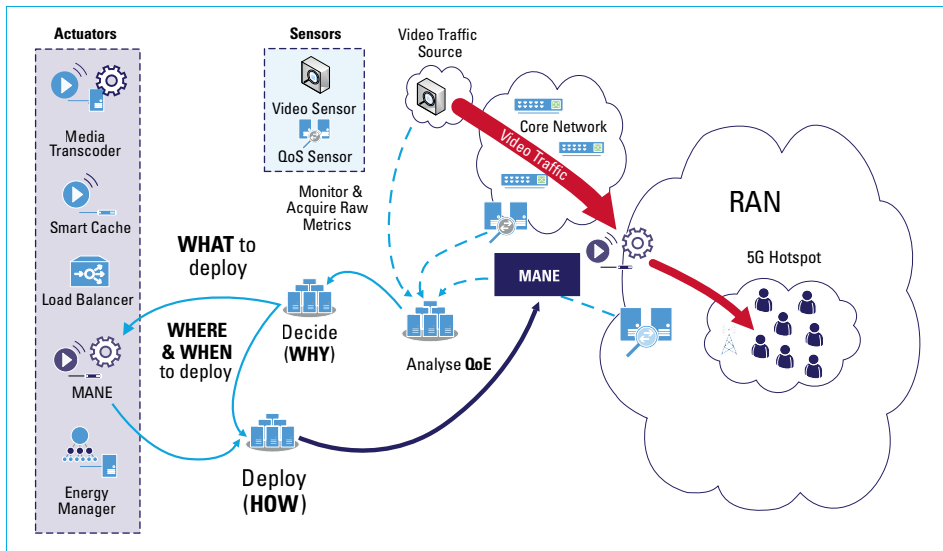 Actuators
Media
Transcoder
Smart Cache
Load Balancer
MANE
Energy
Manager
Sensors
Video Sensor
QoS Sensor
Monitor &
Acquire Raw
Metrics
Video Traffic
Source
Core Network
Video Traffic
RAN
5G Hotspot
MANE
WHAT to
deploy
WHERE
& WHEN
to deploy
Decide
(WHY)
Analyse QoE
Deploy
(HOW)